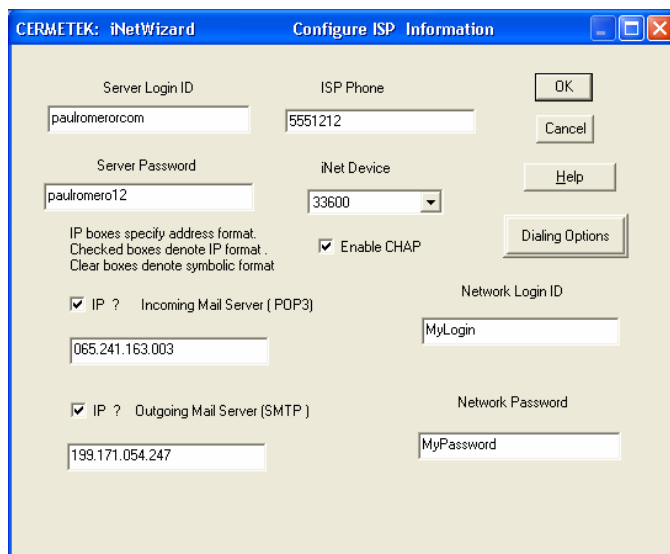 CERMETEK: iNetWizard Configure ISP Information
Server Login ID
paulromerorcom
ISP Phone
5551212
OK
Cancel
Server Password
paulromero12
iNet Device
33600
Help
IP boxes specify address format.
Checked boxes denote IP format .
Clear boxes denote symbolic format
Enable CHAP
Dialing Options
IP ? Incoming Mail Server ( POP3)
065.241.163.003
Network Login ID
MyLogin
IP ? Outgoing Mail Server (SMTP )
199.171.054.247
Network Password
MyPassword